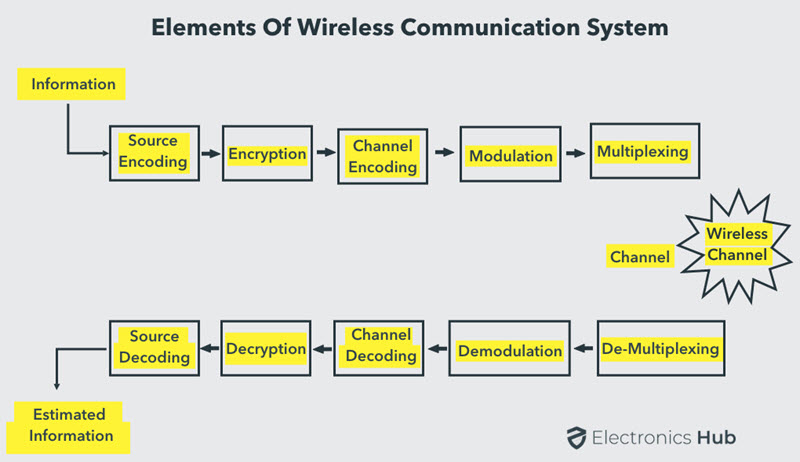 Elements Of Wireless Communication System
Information
Source
Encoding
Encryption
Channel
Encoding
Modulation
Multiplexing
Wireless
Channel
Channel
Source
Decoding
Decryption
Channel
Decoding
Demodulation
De-Multiplexing
Estimated
Information
Electronics Hub